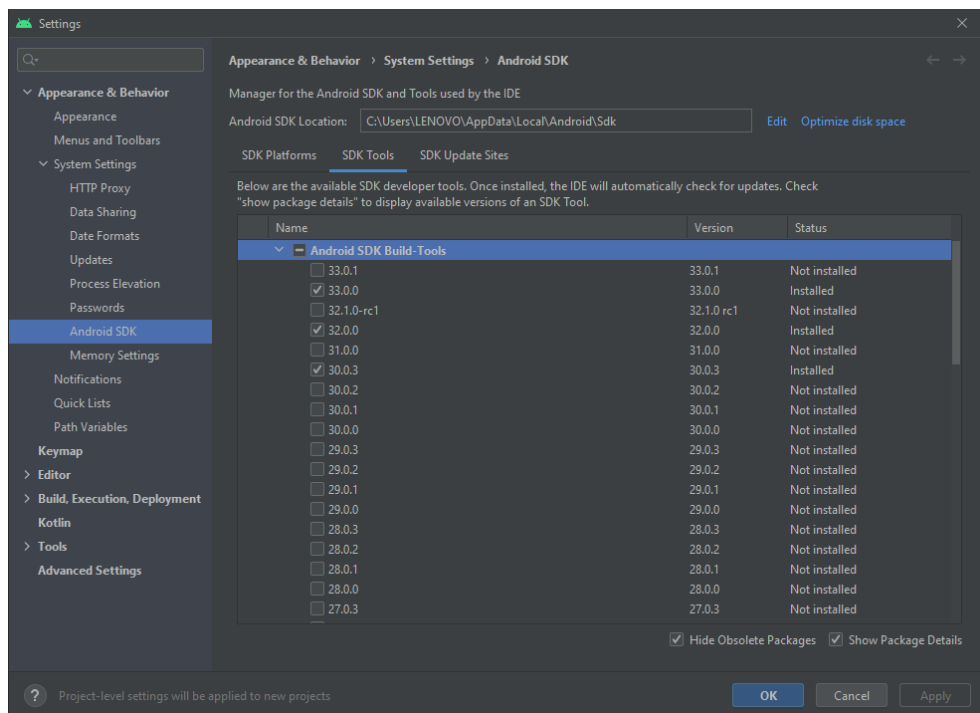 Settings
Appearance & Behavior
Appearance
Menus and Toolbars
System Settings
HTTP Proxy
Data Sharing
Date Formats
Updates
Process Elevation
Passwords
Android SDK
Memory Settings
Notifications
Quick Lists
Path Variables
Keymap
Editor
Build, Execution, Deployment
Kotlin
Tools
Advanced Settings
Appearance & Behavior › System Settings › Android SDK
Manager for the Android SDK and Tools used by the IDE
Android SDK Location: C:\Users\LENOVO\AppData\Local\Android\Sdk Edit Optimize disk space
SDK Platforms SDK Tools SDK Update Sites
Below are the available SDK developer tools. Once installed, the IDE will automatically check for updates. Check
"show package details" to display available versions of an SDK Tool.
Name Version Status
Android SDK Build-Tools
33.0.1 33.0.1 Not installed
33.0.0 33.0.0 Installed
32.1.0-rc1 32.1.0 rc1 Not installed
32.0.0 32.0.0 Installed
31.0.0 31.0.0 Not installed
30.0.3 30.0.3 Installed
30.0.2 30.0.2 Not installed
30.0.1 30.0.1 Not installed
30.0.0 30.0.0 Not installed
29.0.3 29.0.3 Not installed
29.0.2 29.0.2 Not installed
29.0.1 29.0.1 Not installed
29.0.0 29.0.0 Not installed
28.0.3 28.0.3 Not installed
28.0.2 28.0.2 Not installed
28.0.1 28.0.1 Not installed
28.0.0 28.0.0 Not installed
27.0.3 27.0.3 Not installed
Hide Obsolete Packages Show Package Details
? Project-level settings will be applied to new projects
OK Cancel Apply